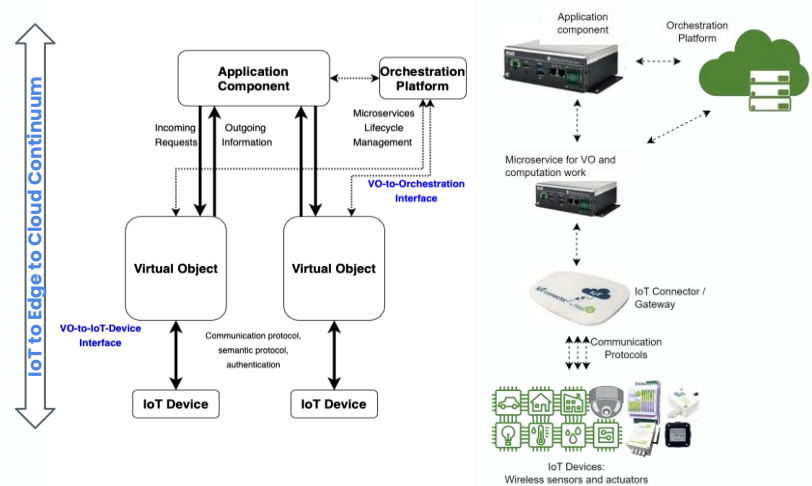 IoT to Edge to Cloud Continuum
Application
Component
Orchestration
Platform
Incoming
Requests
Outgoing
Information
Microservices
Lifecycle
Management
VO-to-Orchestration
Interface
Virtual Object
Virtual Object
VO-to-IoT-Device
Interface
Communication protocol,
semantic protocol,
authentication
IoT Device
IoT Device
Application
component
Orchestration
Platform
Microservice for VO and
computation work
IoT Connector /
Gateway
Communication
Protocols
IoT Devices:
Wireless sensors and actuators